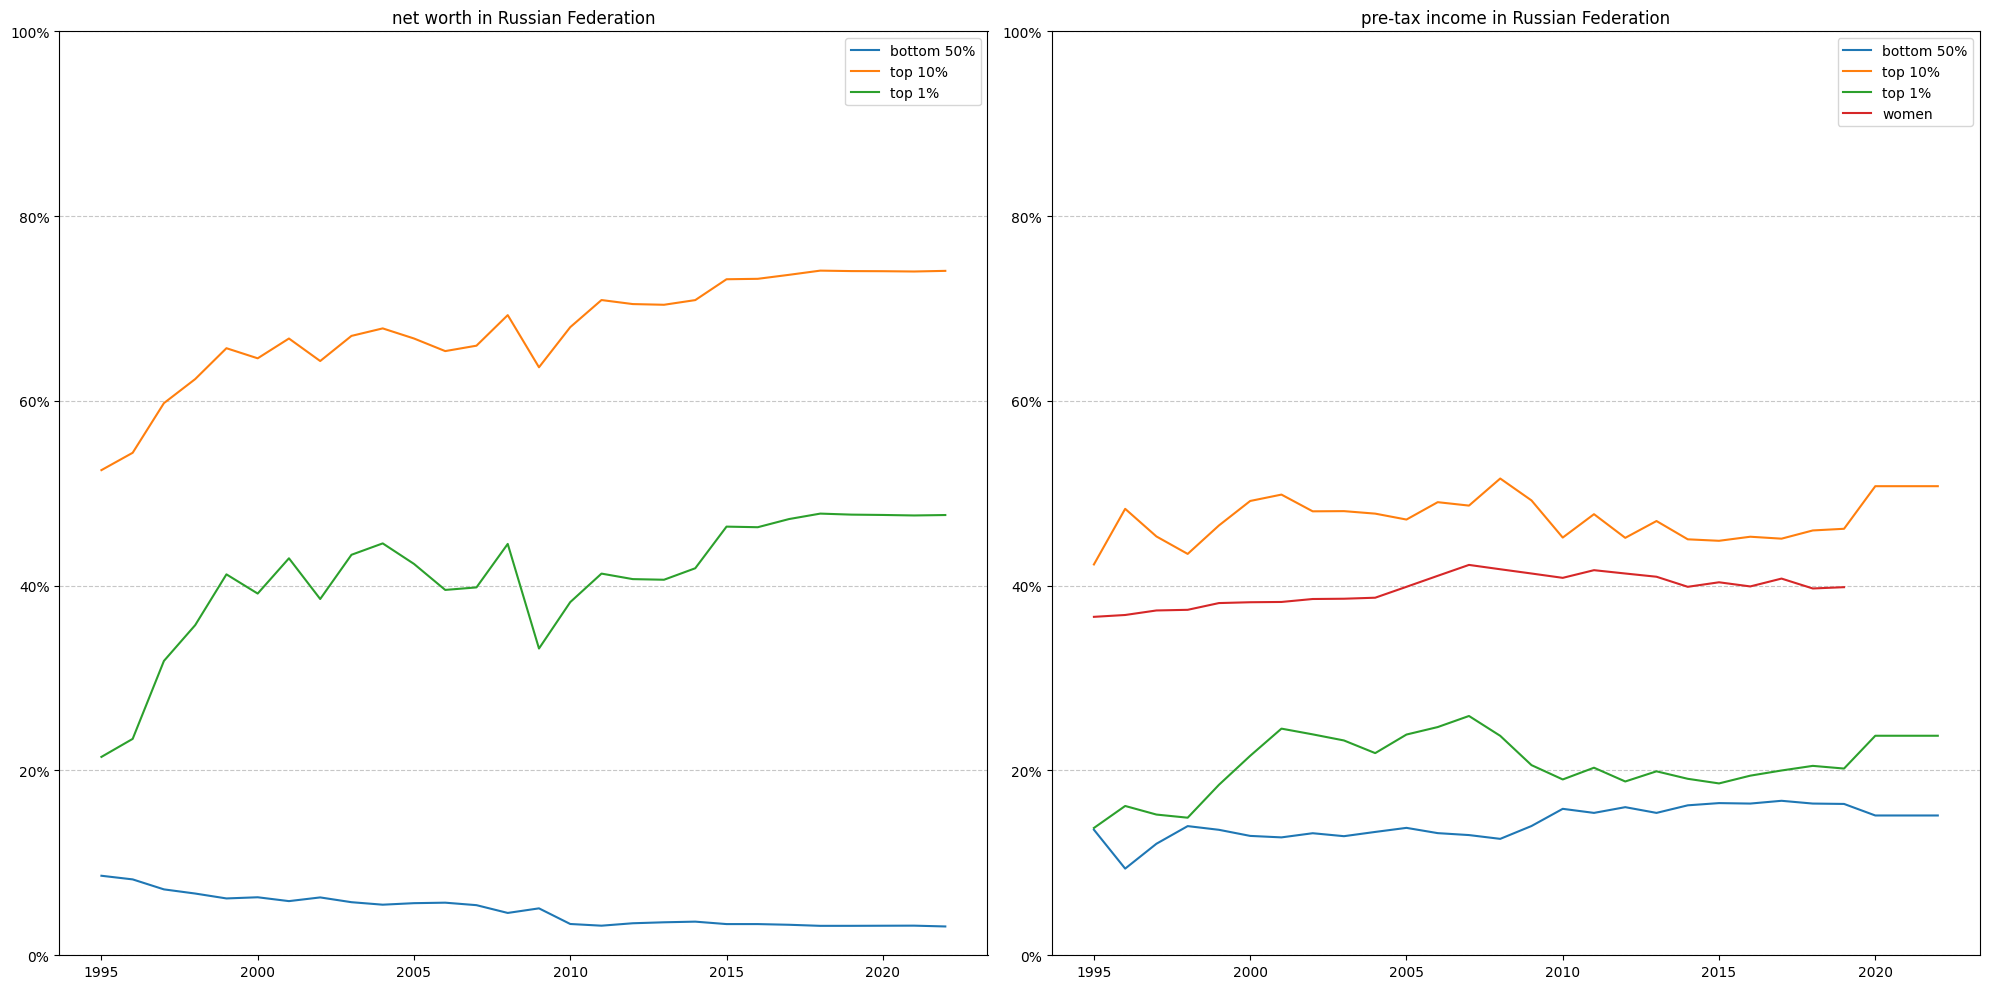 net worth in Russian Federation
100%
80%
60%
40%
20%
0%
1995 2000 2005 2010 2015 2020
bottom 50%
top 10%
top 1%
pre-tax income in Russian Federation
100%
80%
60%
40%
20%
0%
1995 2000 2005 2010 2015 2020
bottom 50%
top 10%
top 1%
women